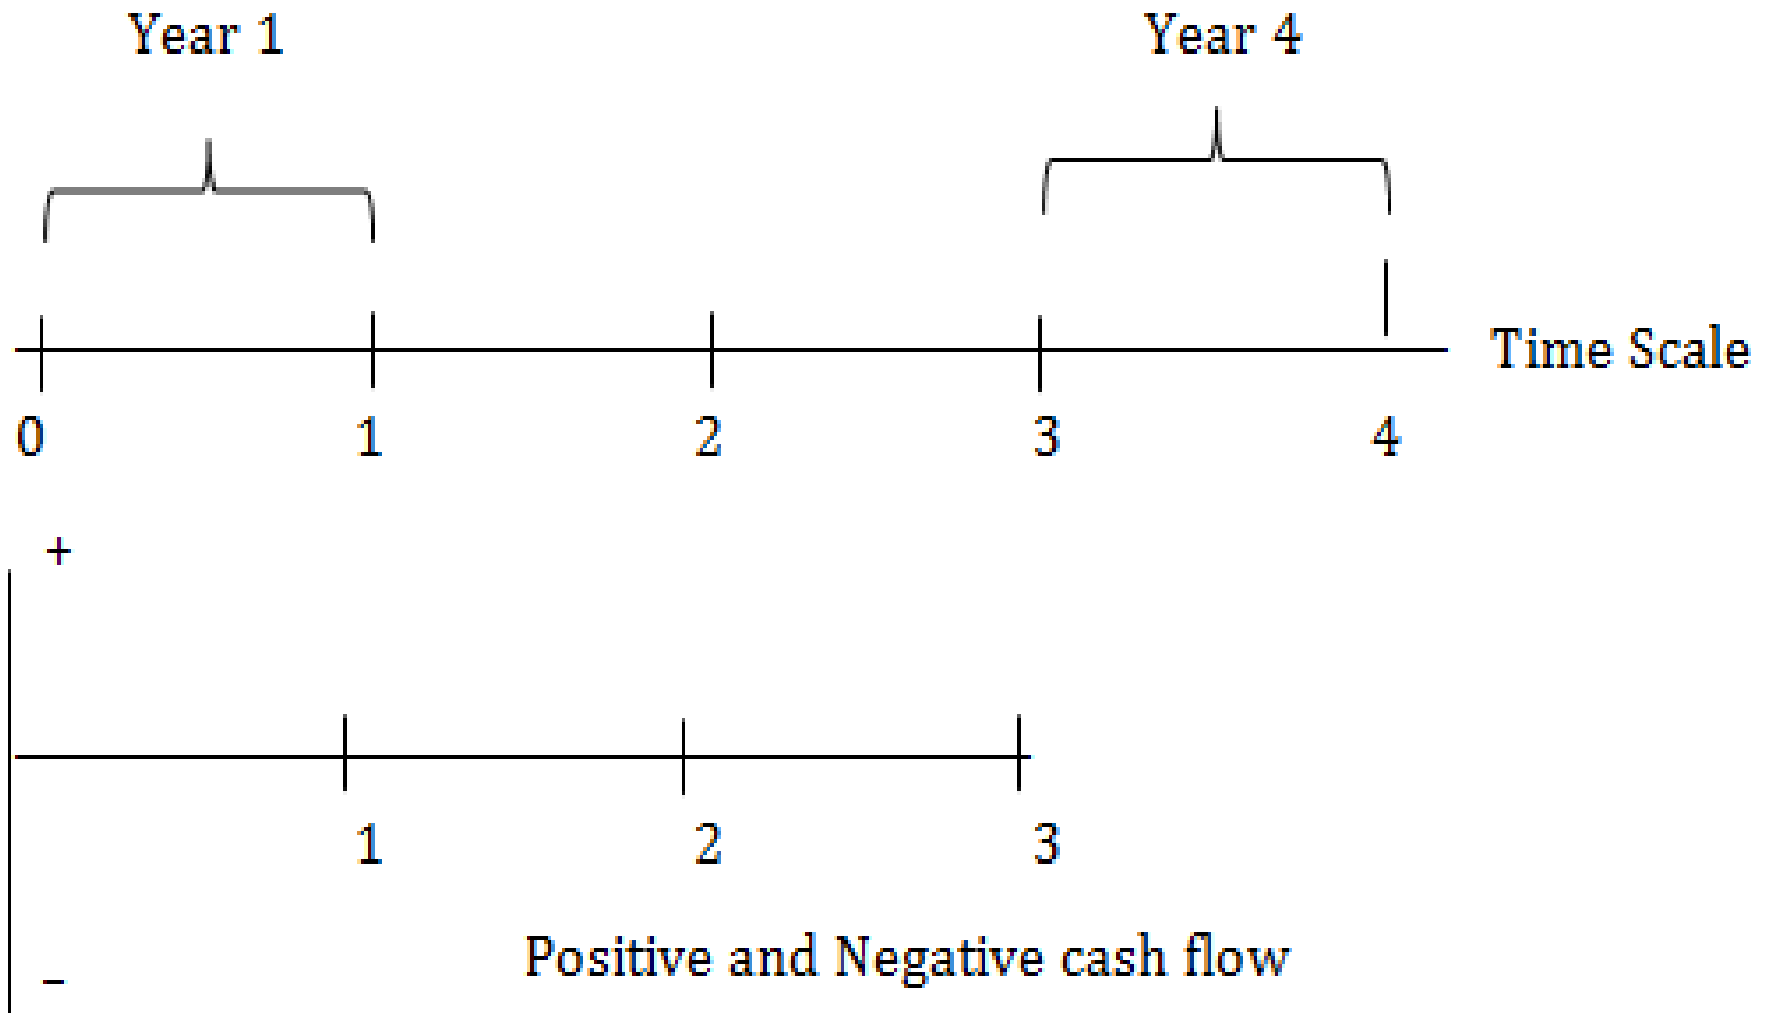 Year 1 Year 4
Time Scale
0 1 2 3 4
+
1 2 3
Positive and Negative cash flow
–